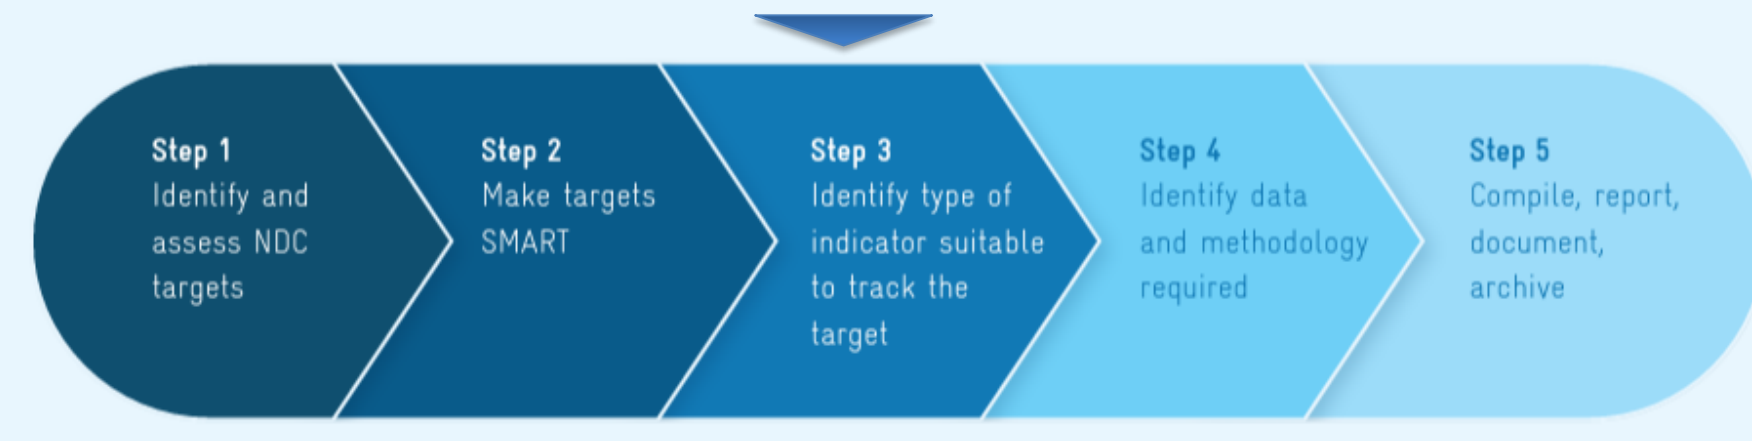 Step 1
Identify and
assess NDC
targets
Step 2
Make targets
SMART
Step 3
Identify type of
indicator suitable
to track the
target
Step 4
Identify data
and methodology
required
Step 5
Compile, report,
document,
archive